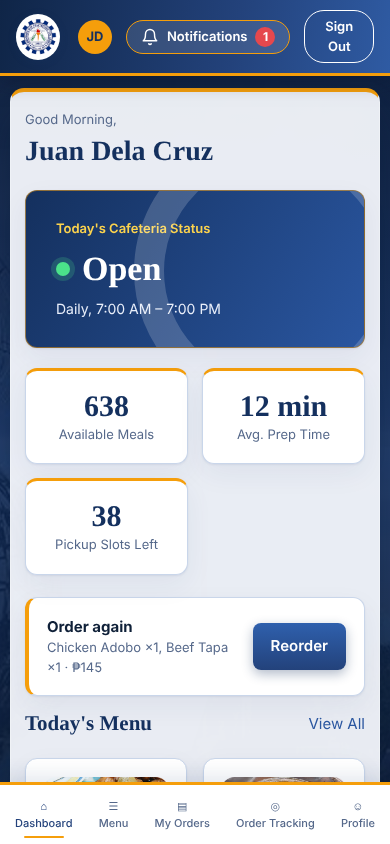 JD
Notifications 1
Sign
Out
Good Morning,
Juan Dela Cruz
Today's Cafeteria Status
Open
Daily, 7:00 AM – 7:00 PM
638
Available Meals
12 min
Avg. Prep Time
38
Pickup Slots Left
Order again
Chicken Adobo ×1, Beef Tapa
×1 · ₱145
Reorder
Today's Menu
View All
Dashboard
Menu
My Orders
Order Tracking
Profile